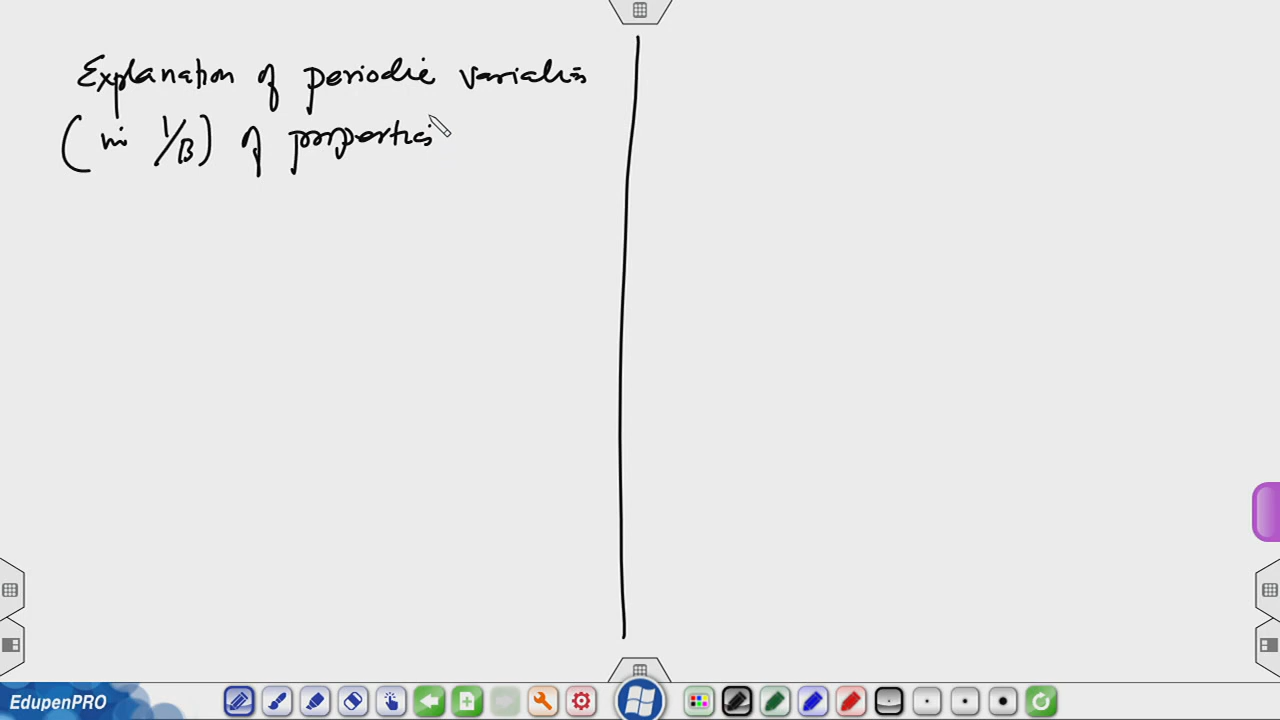 Explanation of periodic variation
(in 1/B) of properties
EdupenPRO